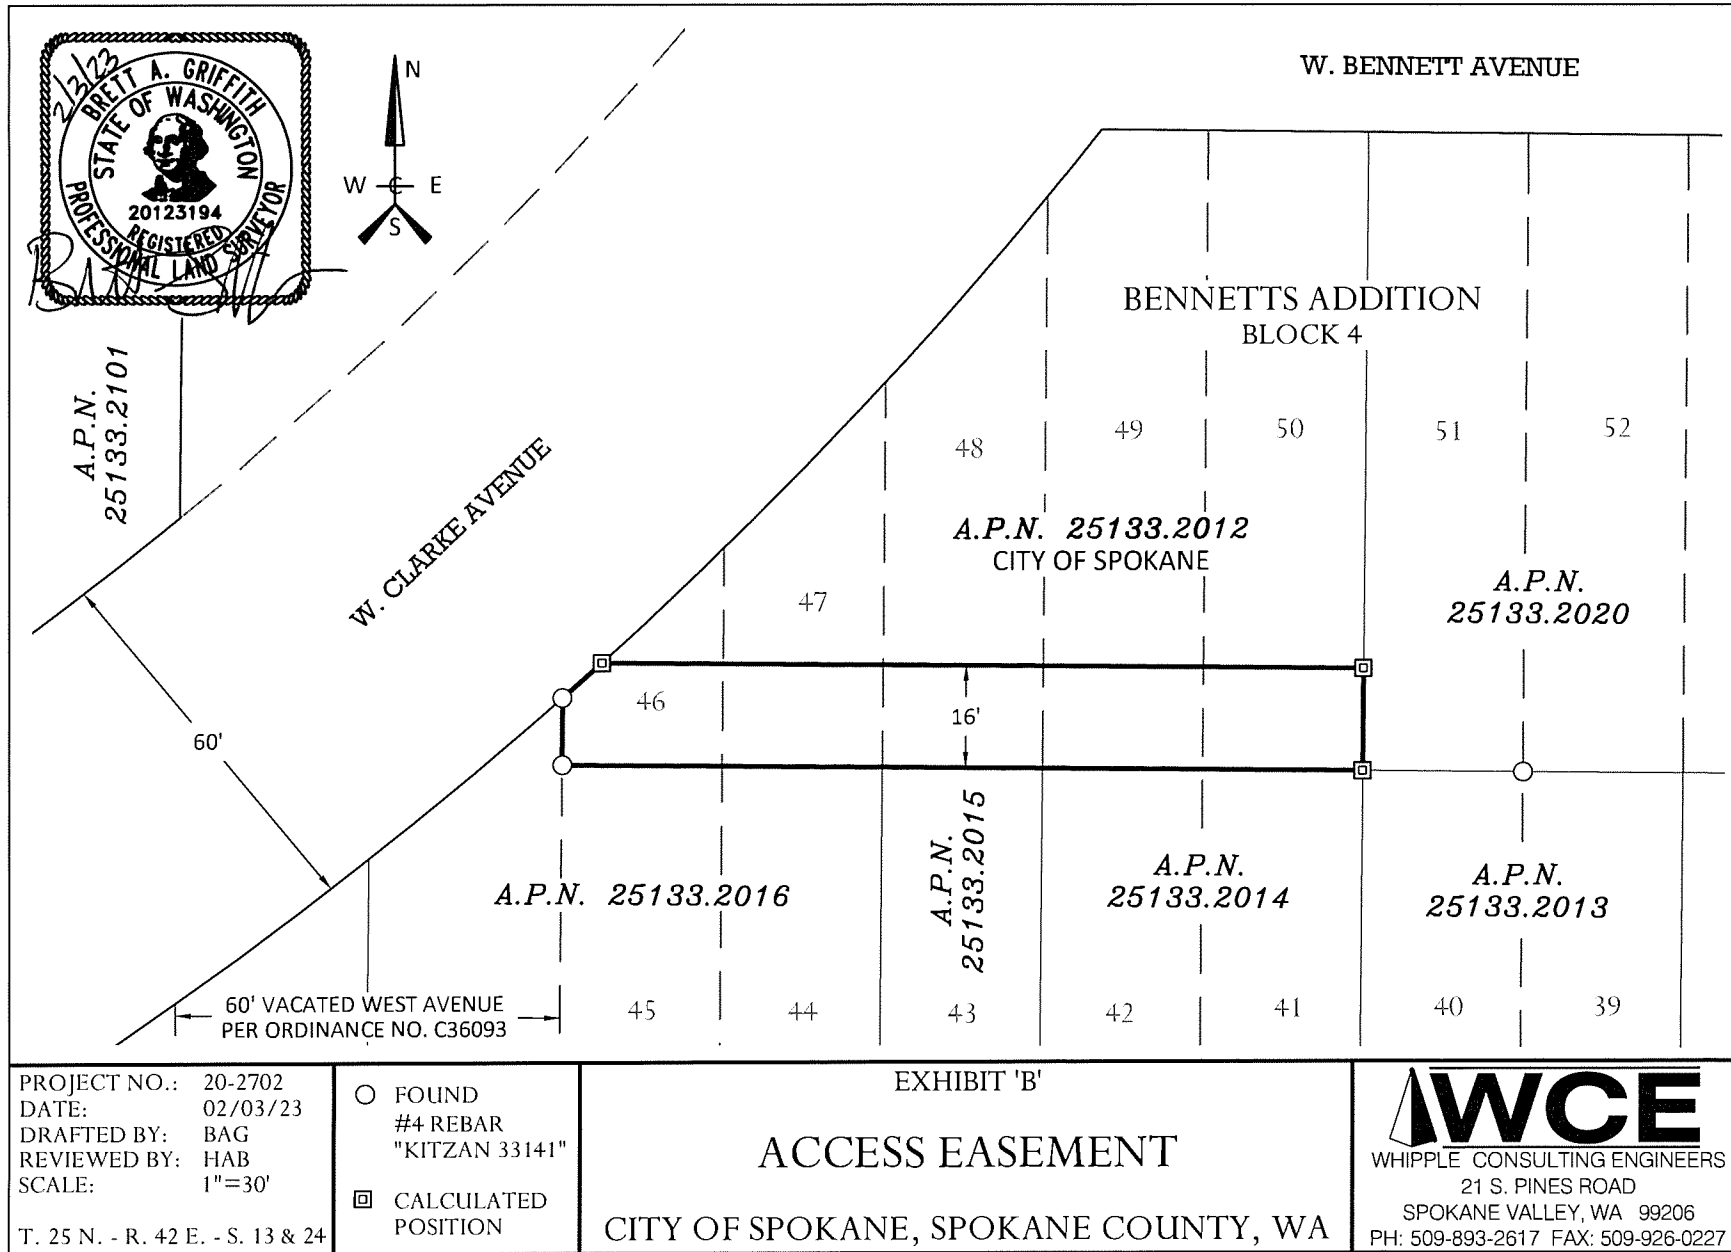 2/3/23
BRETT A. GRIFFITH
STATE OF WASHINGTON
20123194
REGISTERED
PROFESSIONAL LAND SURVEYOR
N
W C E
S
W. BENNETT AVENUE
BENNETTS ADDITION
BLOCK 4
A.P.N.
25133.2101
W. CLARKE AVENUE
48
49
50
51
52
47
46
A.P.N. 25133.2012
CITY OF SPOKANE
A.P.N.
25133.2020
60'
16'
A.P.N. 25133.2016
A.P.N.
25133.2015
A.P.N.
25133.2014
A.P.N.
25133.2013
60' VACATED WEST AVENUE
PER ORDINANCE NO. C36093
45
44
43
42
41
40
39
PROJECT NO.: 20-2702
DATE: 02/03/23
DRAFTED BY: BAG
REVIEWED BY: HAB
SCALE: 1"=30'
T. 25 N. - R. 42 E. - S. 13 & 24
FOUND
#4 REBAR
"KITZAN 33141"
CALCULATED
POSITION
EXHIBIT 'B'
ACCESS EASEMENT
CITY OF SPOKANE, SPOKANE COUNTY, WA
WCE
WHIPPLE CONSULTING ENGINEERS
21 S. PINES ROAD
SPOKANE VALLEY, WA 99206
PH: 509-893-2617 FAX: 509-926-0227